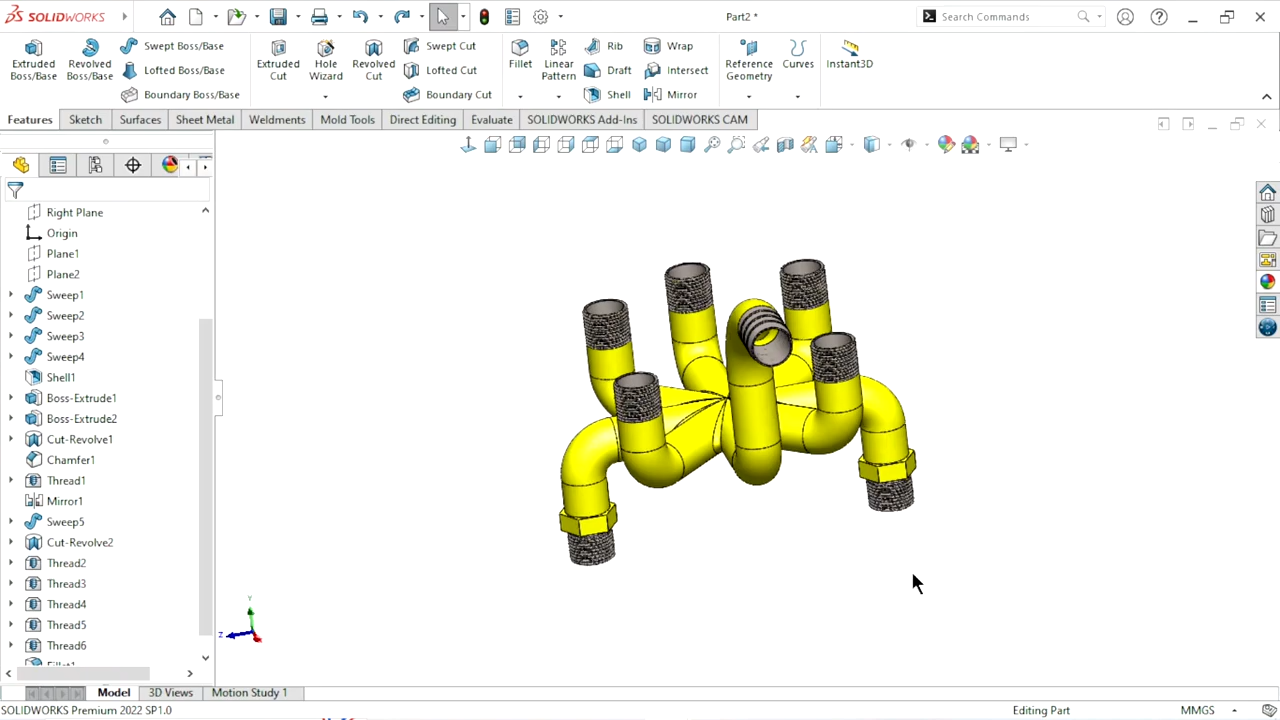 SOLIDWORKS
Part2 *
Search Commands
Extruded Boss/Base
Revolved Boss/Base
Swept Boss/Base
Lofted Boss/Base
Boundary Boss/Base
Extruded Cut
Hole Wizard
Revolved Cut
Swept Cut
Lofted Cut
Boundary Cut
Fillet
Linear Pattern
Rib
Draft
Shell
Wrap
Intersect
Mirror
Reference Geometry
Curves
Instant3D
Features
Sketch
Surfaces
Sheet Metal
Weldments
Mold Tools
Direct Editing
Evaluate
SOLIDWORKS Add-Ins
SOLIDWORKS CAM
Right Plane
Origin
Plane1
Plane2
Sweep1
Sweep2
Sweep3
Sweep4
Shell1
Boss-Extrude1
Boss-Extrude2
Cut-Revolve1
Chamfer1
Thread1
Mirror1
Sweep5
Cut-Revolve2
Thread2
Thread3
Thread4
Thread5
Thread6
Fillet1
Y
Z
Model
3D Views
Motion Study 1
SOLIDWORKS Premium 2022 SP1.0
Editing Part
MMGS